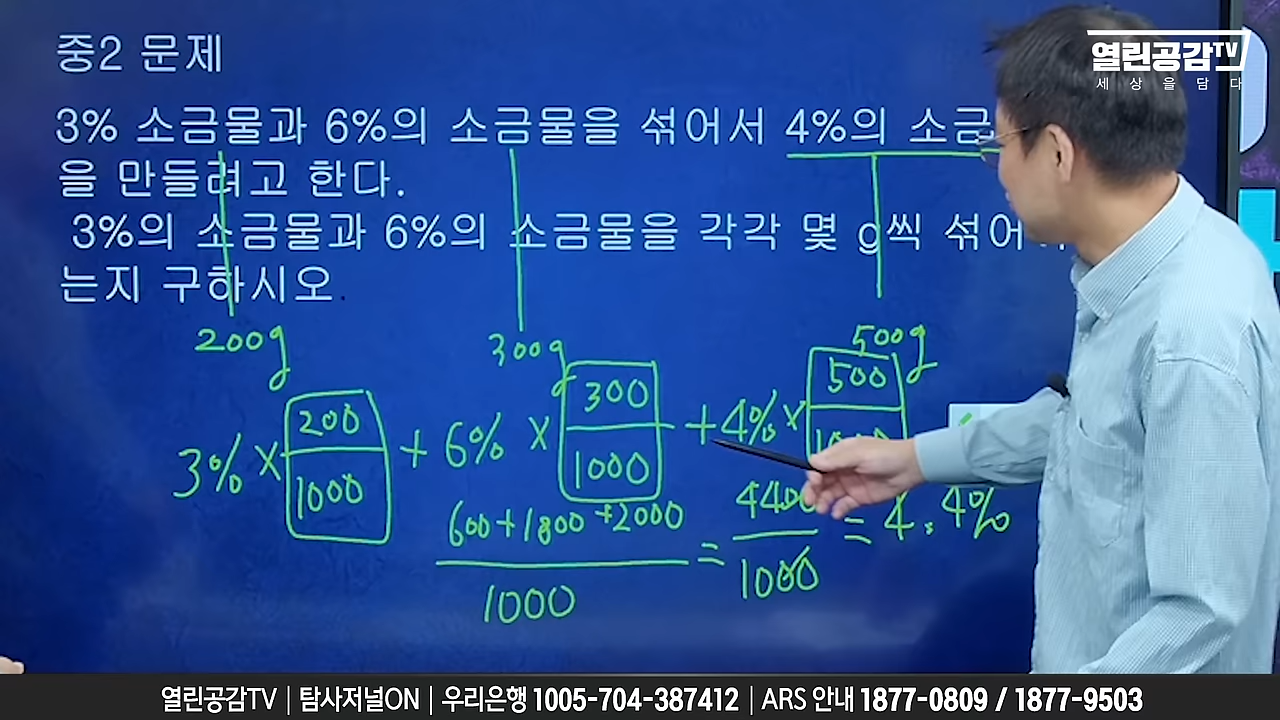 중2 문제
열린공감TV
세상을담다
3% 소금물과 6%의 소금물을 섞어서 4%의 소금
을 만들려고 한다.
3%의 소금물과 6%의 소금물을 각각 몇 g씩 섞어
는지 구하시오.
200g 300g 500g
3% × 200/1000 + 6% × 300/1000 + 4% × 500/1000
600+1800+2000/1000 = 4400/1000 = 4.4%
열린공감TV | 탐사저널ON | 우리은행 1005-704-387412 | ARS 안내 1877-0809 / 1877-9503